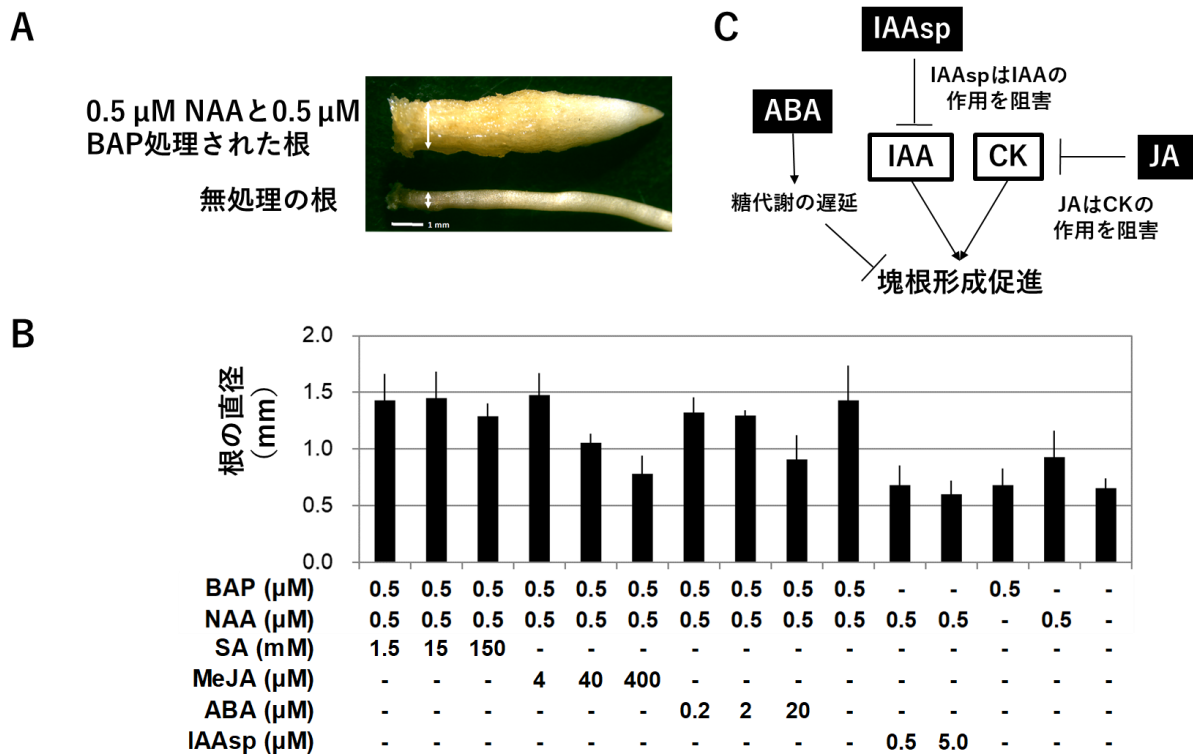 A
0.5 μM NAAと0.5 μM
BAP処理された根
無処理の根
1 mm
C
IAAsp
IAAspはIAAの
作用を阻害
ABA
IAA
CK
JA
糖代謝の遅延
JAはCKの
作用を阻害
塊根形成促進
B
根の直径
(mm)
2.0
1.5
1.0
0.5
0.0
BAP (μM) 0.5 0.5 0.5 0.5 0.5 0.5 0.5 0.5 0.5 0.5 - - 0.5 - -
NAA (μM) 0.5 0.5 0.5 0.5 0.5 0.5 0.5 0.5 0.5 0.5 0.5 0.5 - 0.5 -
SA (mM) 1.5 15 150 - - - - - - - - - - - -
MeJA (μM) - - - 4 40 400 - - - - - - - - -
ABA (μM) - - - - - - 0.2 2 20 - - - - - -
IAAsp (μM) - - - - - - - - - - 0.5 5.0 - - -